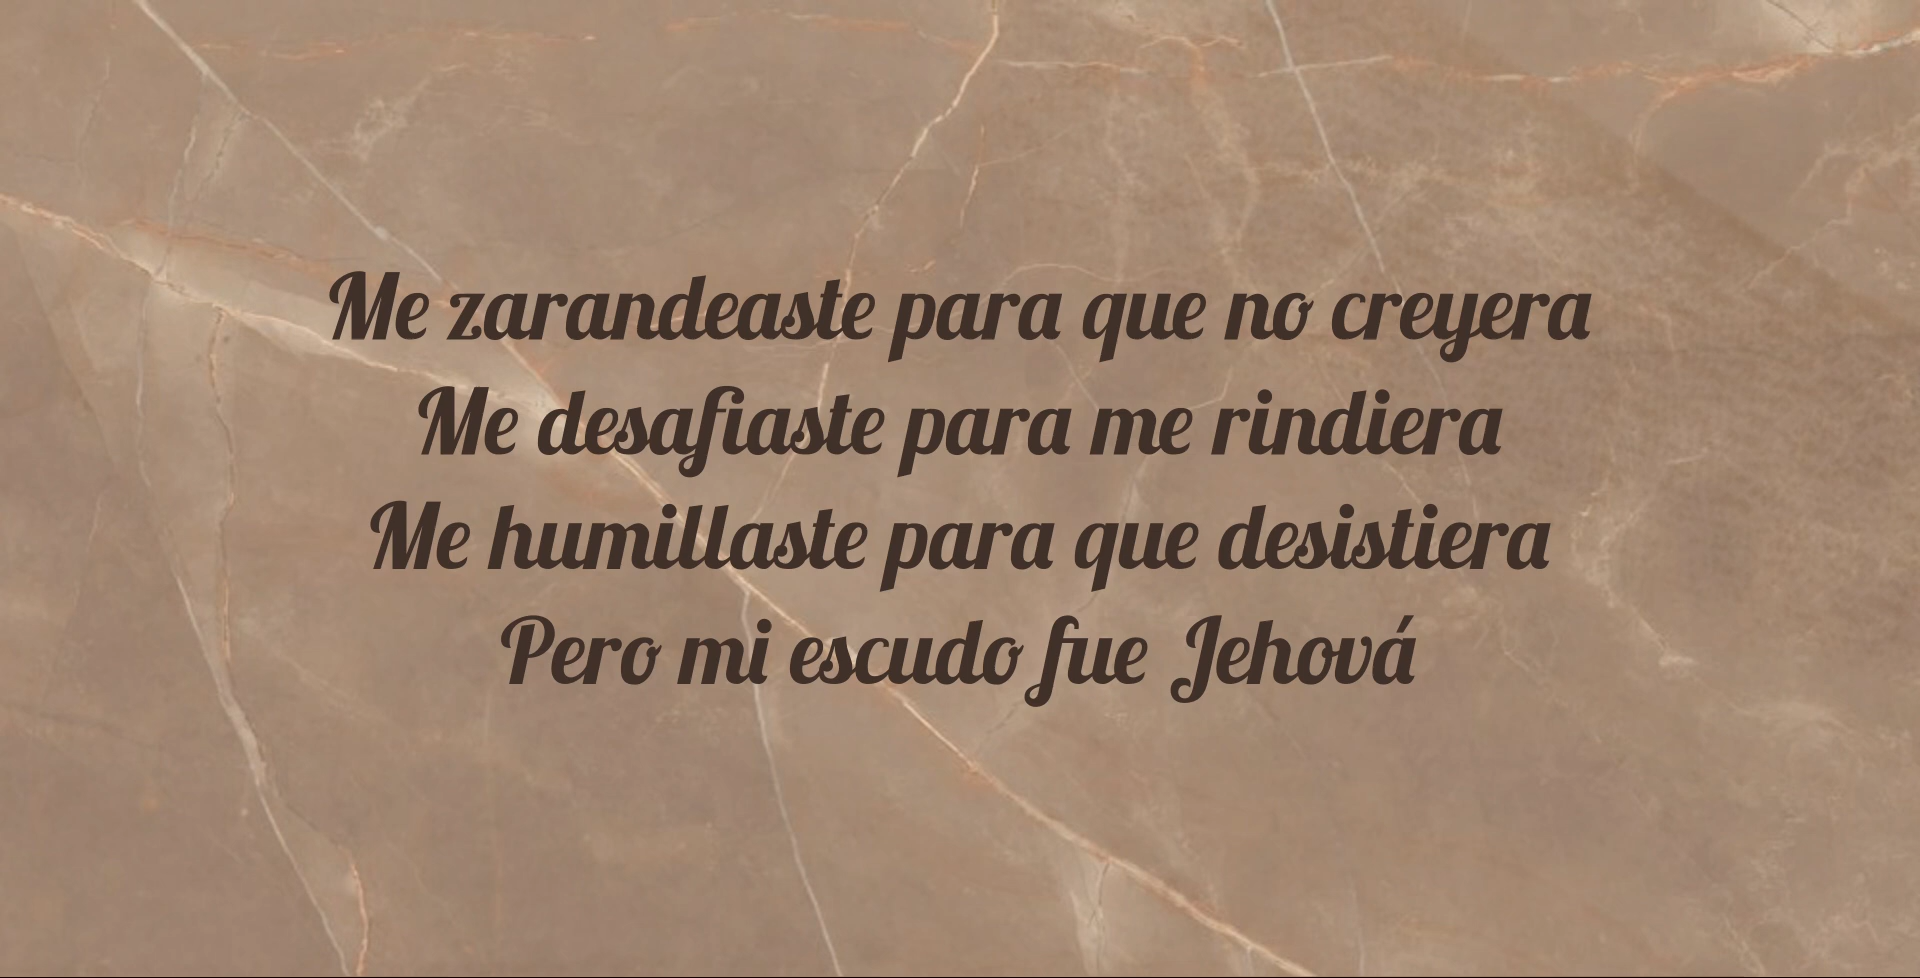 Me zarandeaste para que no creyera
Me desafiaste para me rindiera
Me humillaste para que desistiera
Pero mi escudo fue Jehová